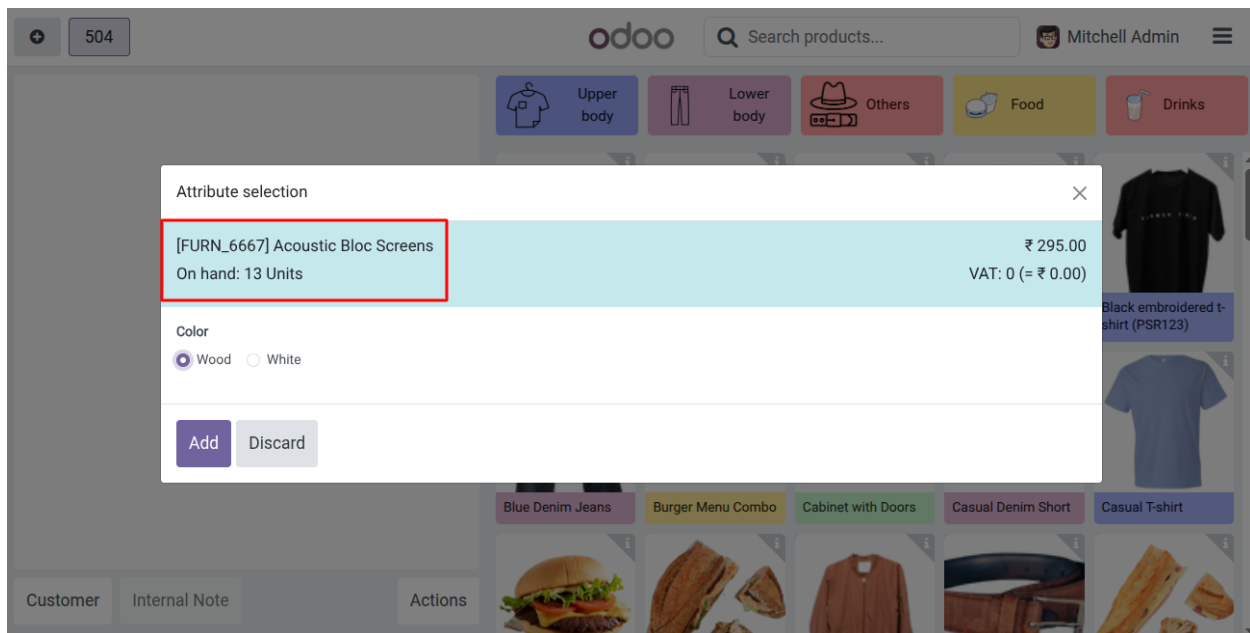 504
odoo
Search products...
Mitchell Admin
Upper
body
Lower
body
Others
Food
Drinks
Attribute selection
[FURN_6667] Acoustic Bloc Screens
₹ 295.00
On hand: 13 Units
VAT: 0 (= ₹ 0.00)
Color
Wood
White
Add
Discard
Black embroidered t-
shirt (PSR123)
Blue Denim Jeans
Burger Menu Combo
Cabinet with Doors
Casual Denim Short
Casual T-shirt
Customer
Internal Note
Actions